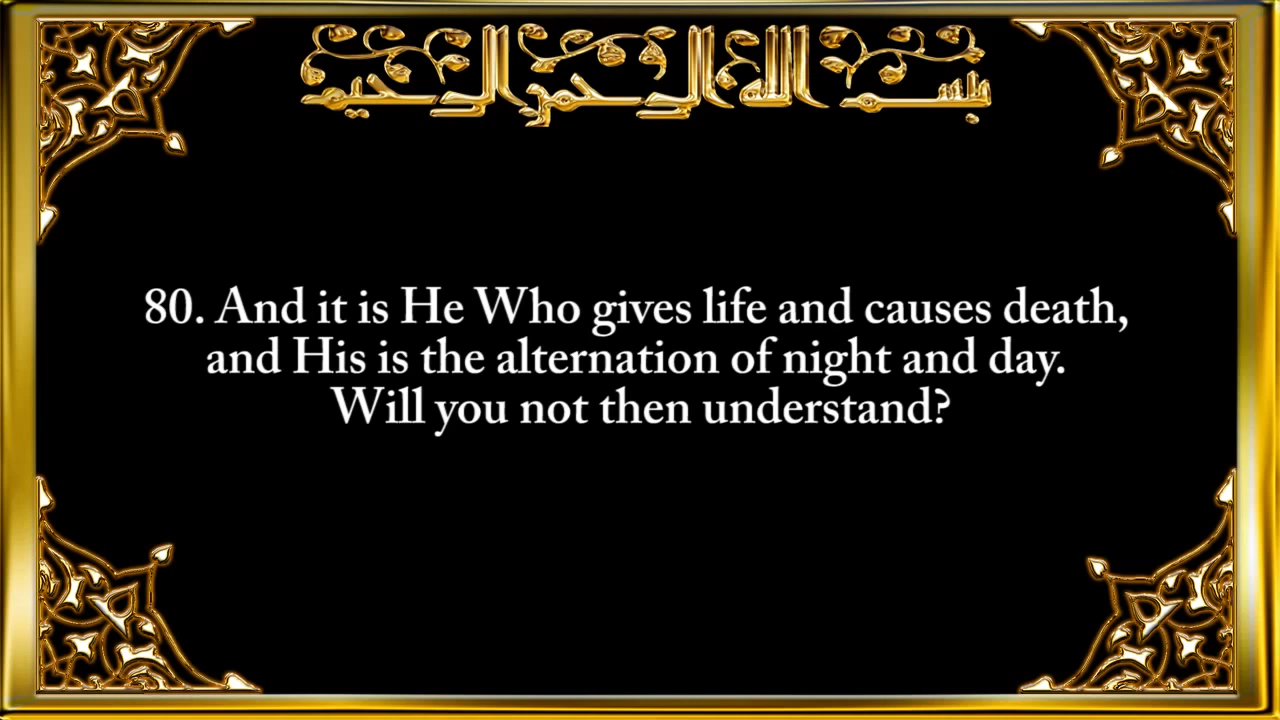 بسم الله الرحمن الرحيم
80. And it is He Who gives life and causes death,
and His is the alternation of night and day.
Will you not then understand?